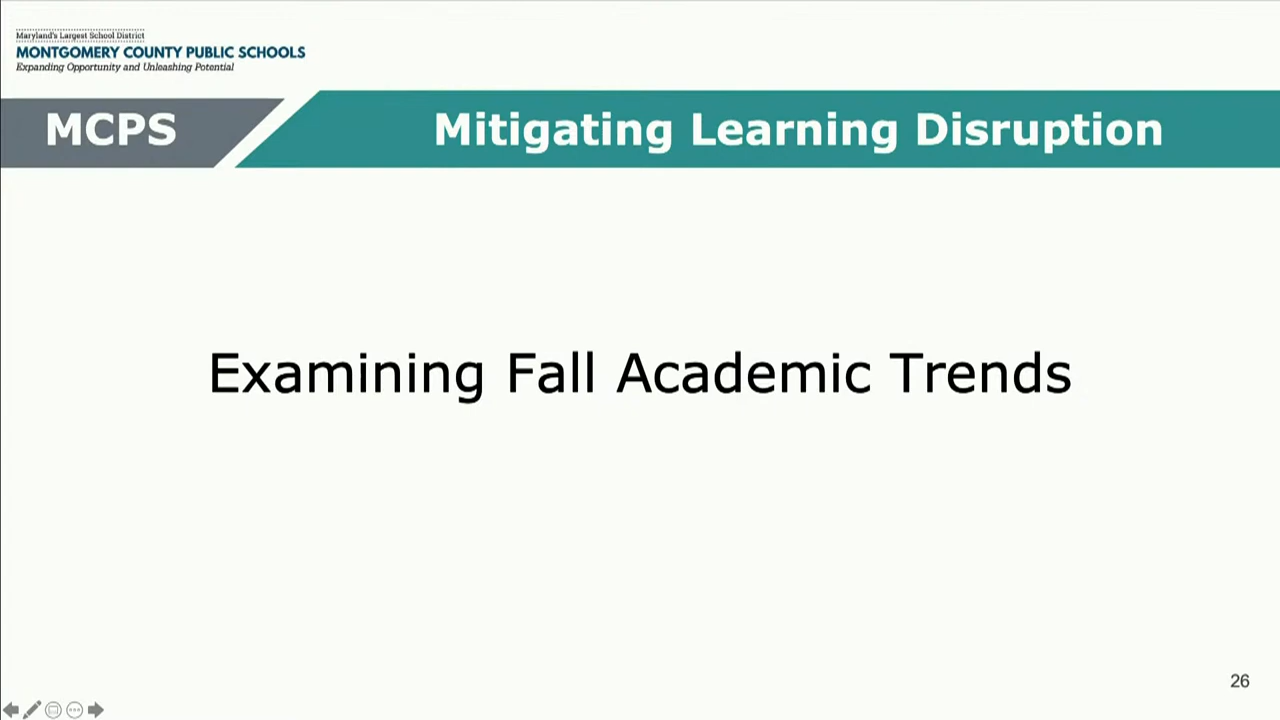 Maryland's Largest School District
MONTGOMERY COUNTY PUBLIC SCHOOLS
Expanding Opportunity and Unleashing Potential
MCPS
Mitigating Learning Disruption
Examining Fall Academic Trends
26